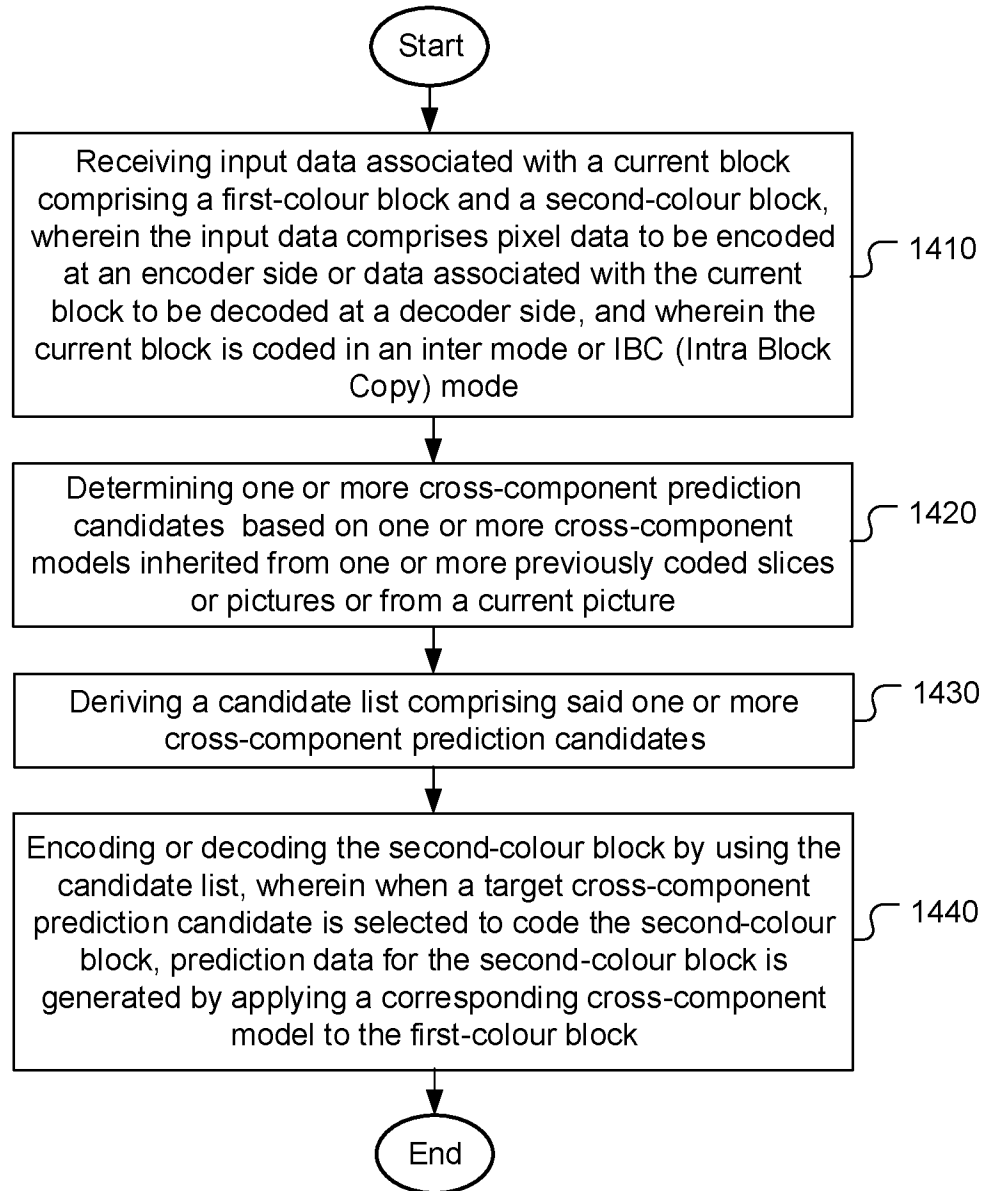 Start
Receiving input data associated with a current block
comprising a first-colour block and a second-colour block,
wherein the input data comprises pixel data to be encoded
at an encoder side or data associated with the current
block to be decoded at a decoder side, and wherein the
current block is coded in an inter mode or IBC (Intra Block
Copy) mode
1410
Determining one or more cross-component prediction
candidates based on one or more cross-component
models inherited from one or more previously coded slices
or pictures or from a current picture
1420
Deriving a candidate list comprising said one or more
cross-component prediction candidates
1430
Encoding or decoding the second-colour block by using the
candidate list, wherein when a target cross-component
prediction candidate is selected to code the second-colour
block, prediction data for the second-colour block is
generated by applying a corresponding cross-component
model to the first-colour block
1440
End